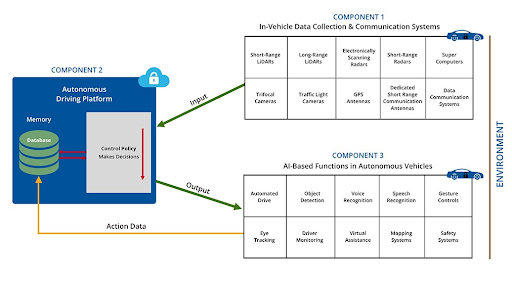 COMPONENT 1
In-Vehicle Data Collection & Communication Systems
Short-Range
LiDARs
Long-Range
LiDARs
Electronically
Scanning
Radars
Short-Range
Radars
Super
Computers
Trifocal
Cameras
Traffic Light
Cameras
GPS
Antennas
Dedicated
Short Range
Communication
Antennas
Data
Communication
Systems
COMPONENT 2
Autonomous
Driving Platform
Memory
Database
Control Policy
Makes Decisions
Input
Output
Action Data
COMPONENT 3
AI-Based Functions in Autonomous Vehicles
Automated
Drive
Object
Detection
Voice
Recognition
Speech
Recognition
Gesture
Controls
Eye
Tracking
Driver
Monitoring
Virtual
Assistance
Mapping
Systems
Safety
Systems
ENVIRONMENT